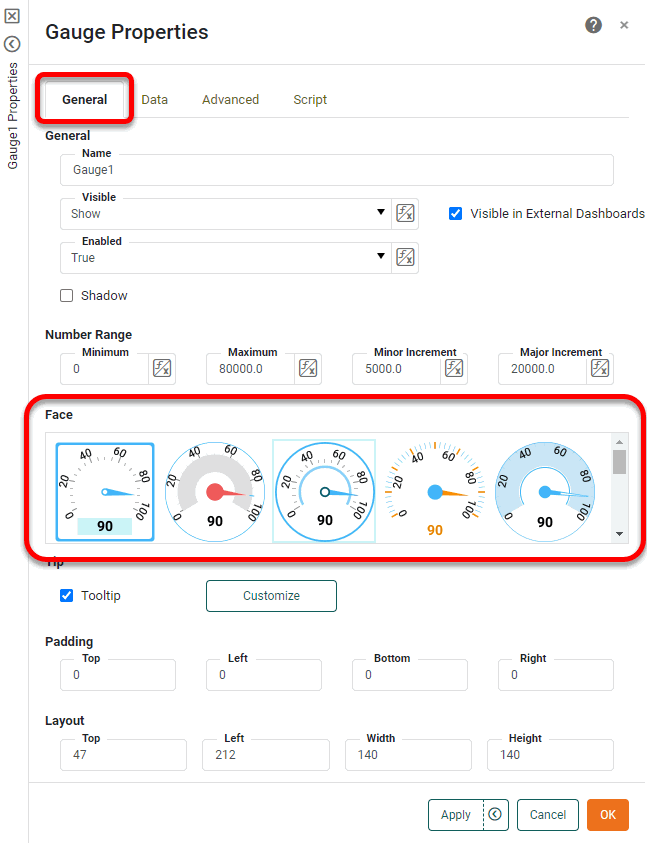 Gauge Properties
Gauge1 Properties
General Data Advanced Script
General
Name
Gauge1
Visible
Show
Visible in External Dashboards
Enabled
True
Shadow
Number Range
Minimum Maximum Minor Increment Major Increment
0 80000.0 5000.0 20000.0
Face
0 20 40 60 80 100
90
0 20 40 60 80 100
90
0 20 40 60 80 100
90
0 20 40 60 80 100
90
0 20 40 60 80 100
90
Tip
Tooltip Customize
Padding
Top Left Bottom Right
0 0 0 0
Layout
Top Left Width Height
47 212 140 140
Apply Cancel OK